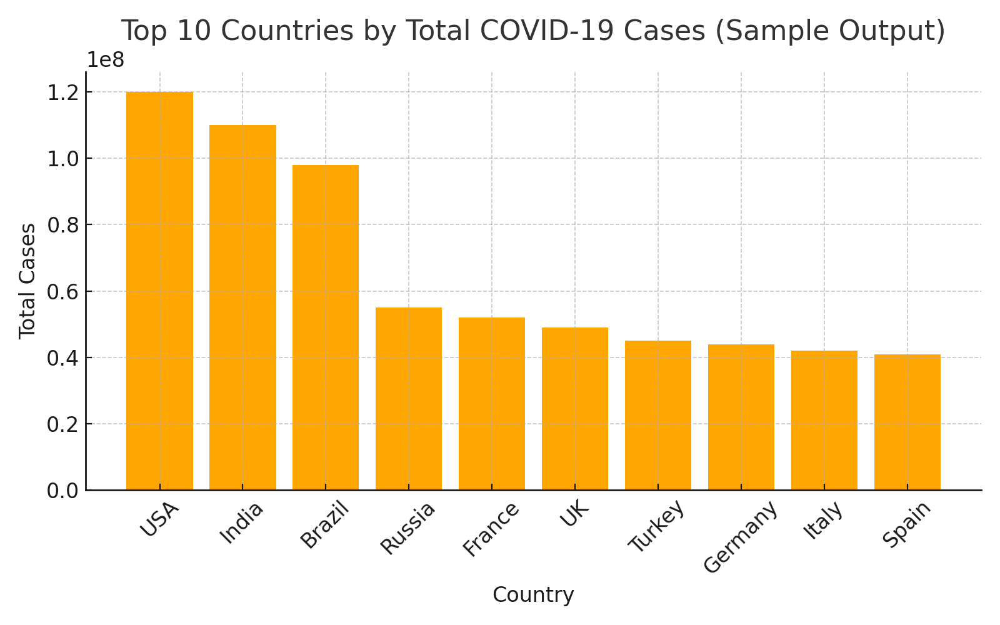 Top 10 Countries by Total COVID-19 Cases (Sample Output)
1e8
1.2
1.0
0.8
0.6
0.4
0.2
0.0
Total Cases
USA
India
Brazil
Russia
France
UK
Turkey
Germany
Italy
Spain
Country